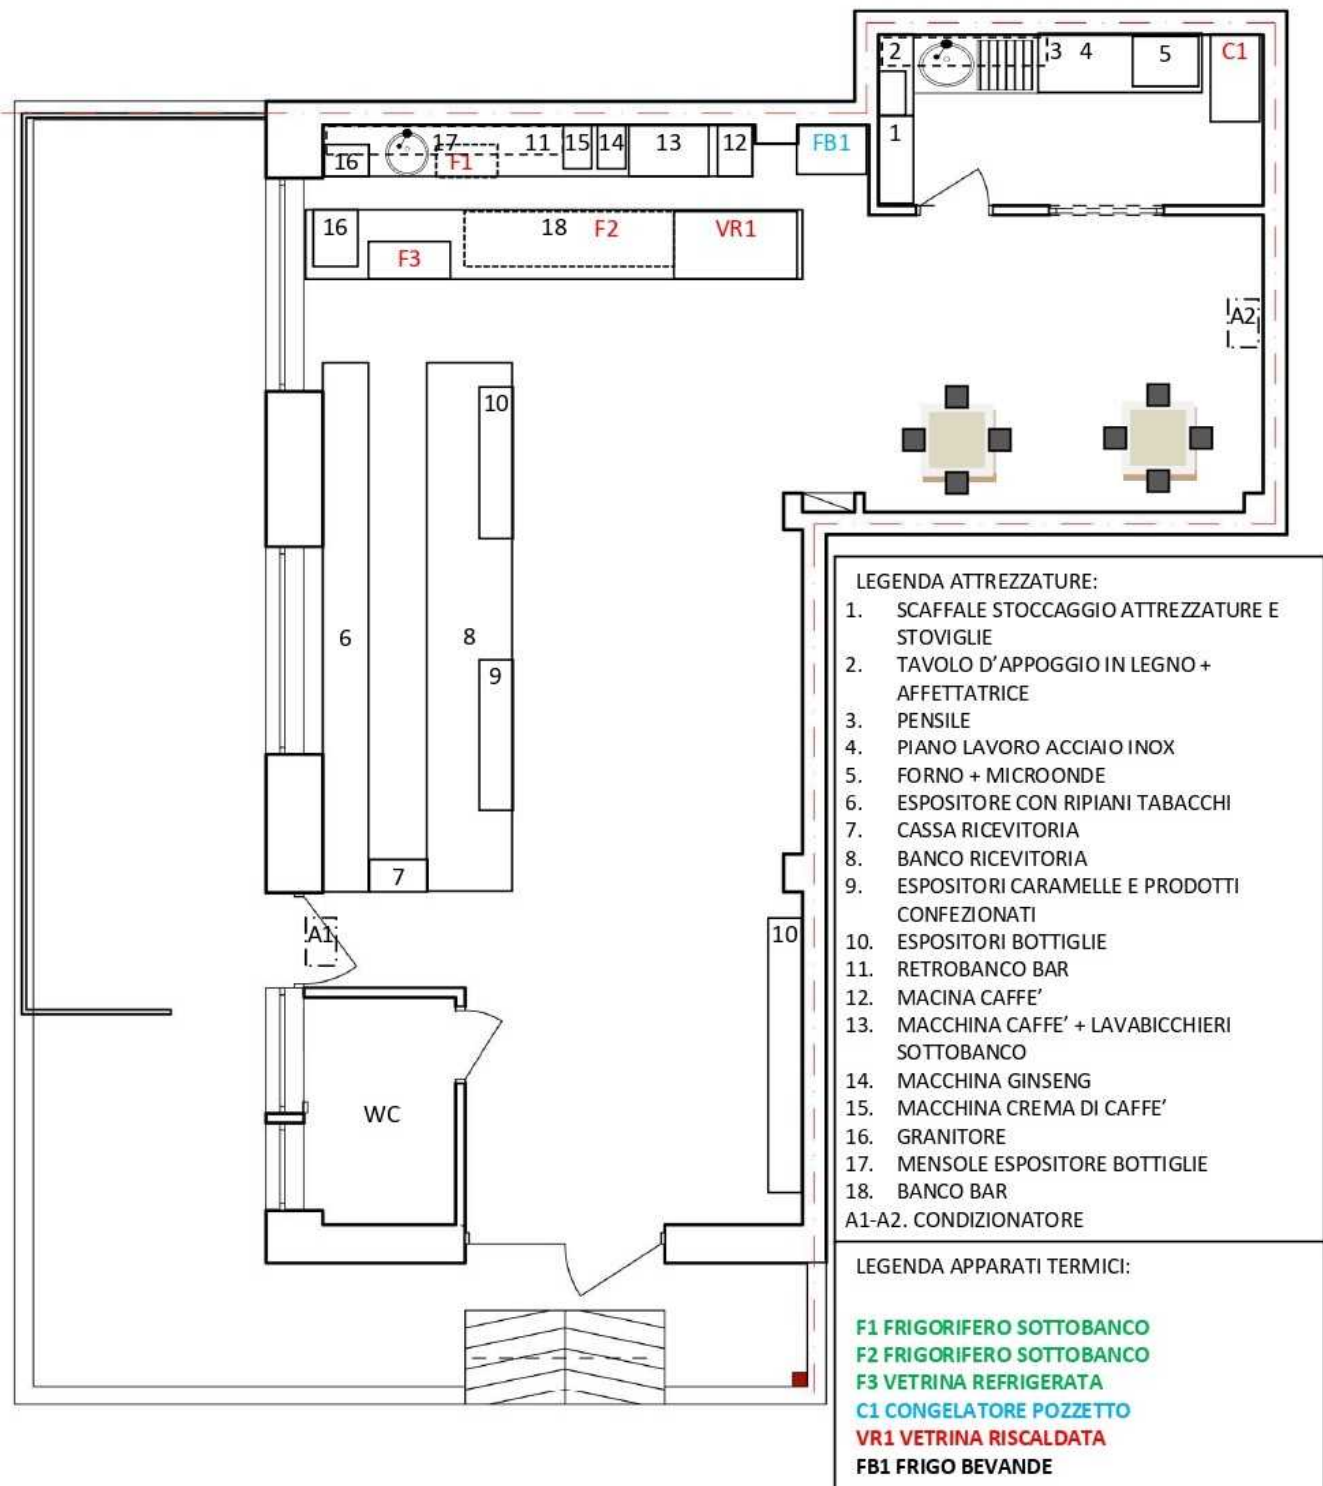 2
3
4
5
C1
1
16
17
F1
11
15
14
13
12
FB1
16
F3
18
F2
VR1
A2
10
6
8
9
7
A1
10
WC
LEGENDA ATTREZZATURE:
1. SCAFFALE STOCCAGGIO ATTREZZATURE E
STOVIGLIE
2. TAVOLO D'APPOGGIO IN LEGNO +
AFFETTATRICE
3. PENSILE
4. PIANO LAVORO ACCIAIO INOX
5. FORNO + MICROONDE
6. ESPOSITORE CON RIPIANI TABACCHI
7. CASSA RICEVITORIA
8. BANCO RICEVITORIA
9. ESPOSITORI CARAMELLE E PRODOTTI
CONFEZIONATI
10. ESPOSITORI BOTTIGLIE
11. RETROBANCO BAR
12. MACINA CAFFE'
13. MACCHINA CAFFE' + LAVABICCHIERI
SOTTOBANCO
14. MACCHINA GINSENG
15. MACCHINA CREMA DI CAFFE'
16. GRANITORE
17. MENSOLE ESPOSITORE BOTTIGLIE
18. BANCO BAR
A1-A2. CONDIZIONATORE
LEGENDA APPARATI TERMICI:
F1 FRIGORIFERO SOTTOBANCO
F2 FRIGORIFERO SOTTOBANCO
F3 VETRINA REFRIGERATA
C1 CONGELATORE POZZETTO
VR1 VETRINA RISCALDATA
FB1 FRIGO BEVANDE